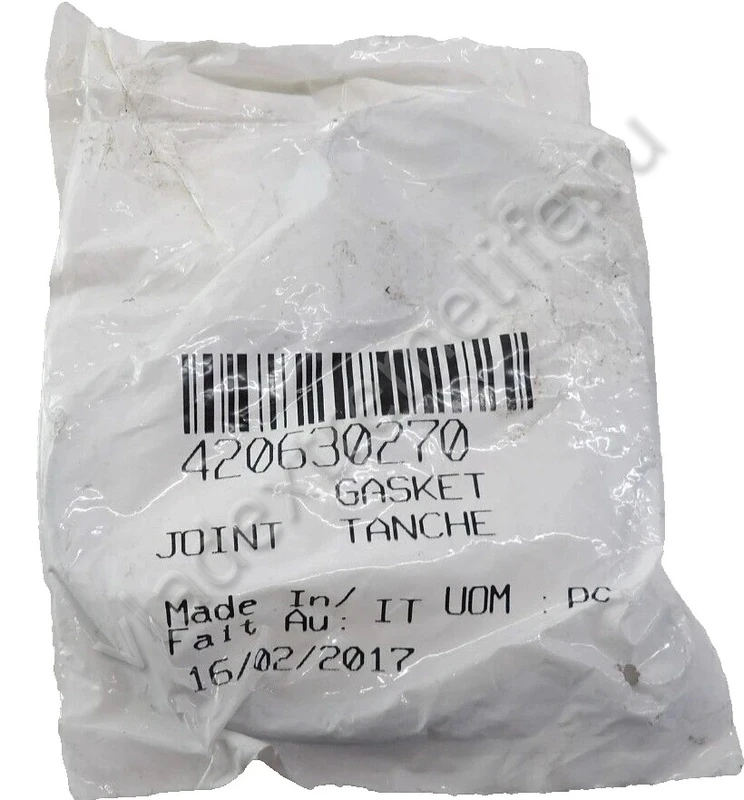 420630270
GASKET
JOINT TANCHE
Made In/
Fait Au: IT UOM : pc
16/02/2017